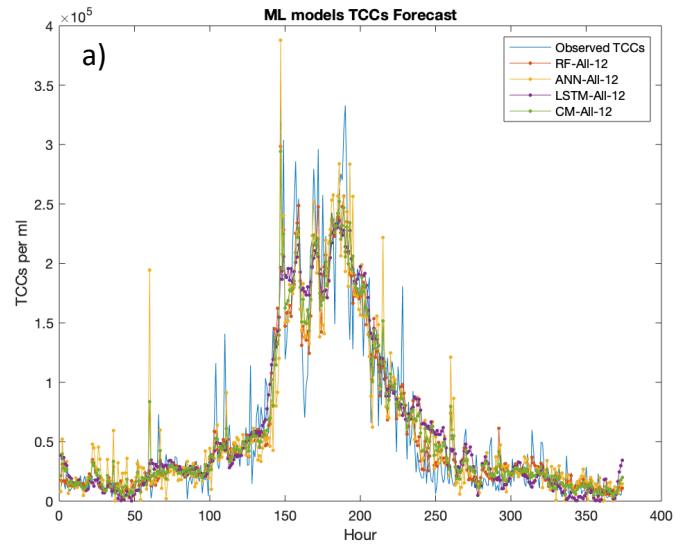 ML models TCCs Forecast
×10⁵
a)
Observed TCCs
RF-All-12
ANN-All-12
LSTM-All-12
CM-All-12
4
3.5
3
2.5
2
1.5
1
0.5
0
TCCs per ml
0 50 100 150 200 250 300 350 400
Hour